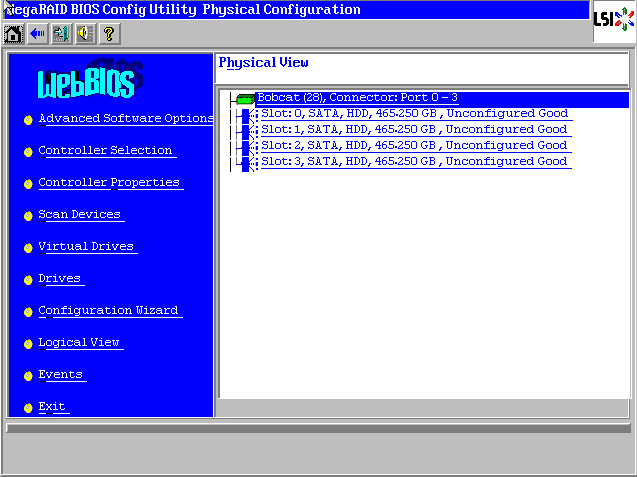 MegaRAID BIOS Config Utility Physical Configuration
LSI
?
WebBIOS
Physical View
Advanced Software Options
Controller Selection
Controller Properties
Scan Devices
Virtual Drives
Drives
Configuration Wizard
Logical View
Events
Exit
Bobcat (28), Connector: Port 0 - 3
Slot: 0, SATA, HDD, 465.250 GB, Unconfigured Good
Slot: 1, SATA, HDD, 465.250 GB, Unconfigured Good
Slot: 2, SATA, HDD, 465.250 GB, Unconfigured Good
Slot: 3, SATA, HDD, 465.250 GB, Unconfigured Good